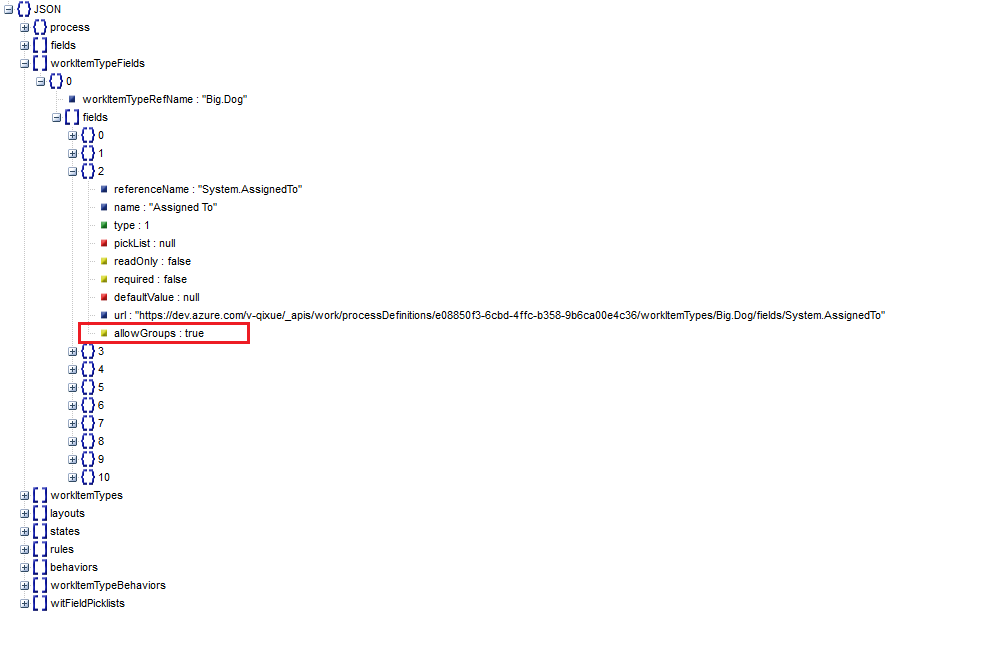 JSON
process
fields
workItemTypeFields
0
workItemTypeRefName : "Big.Dog"
fields
0
1
2
referenceName : "System.AssignedTo"
name : "Assigned To"
type : 1
pickList : null
readOnly : false
required : false
defaultValue : null
url : "https://dev.azure.com/v-qixue/_apis/work/processDefinitions/e08850f3-6cbd-4ffc-b358-9b6ca00e4c36/workItemTypes/Big.Dog/fields/System.AssignedTo"
allowGroups : true
3
4
5
6
7
8
9
10
workItemTypes
layouts
states
rules
behaviors
workItemTypeBehaviors
witFieldPicklists